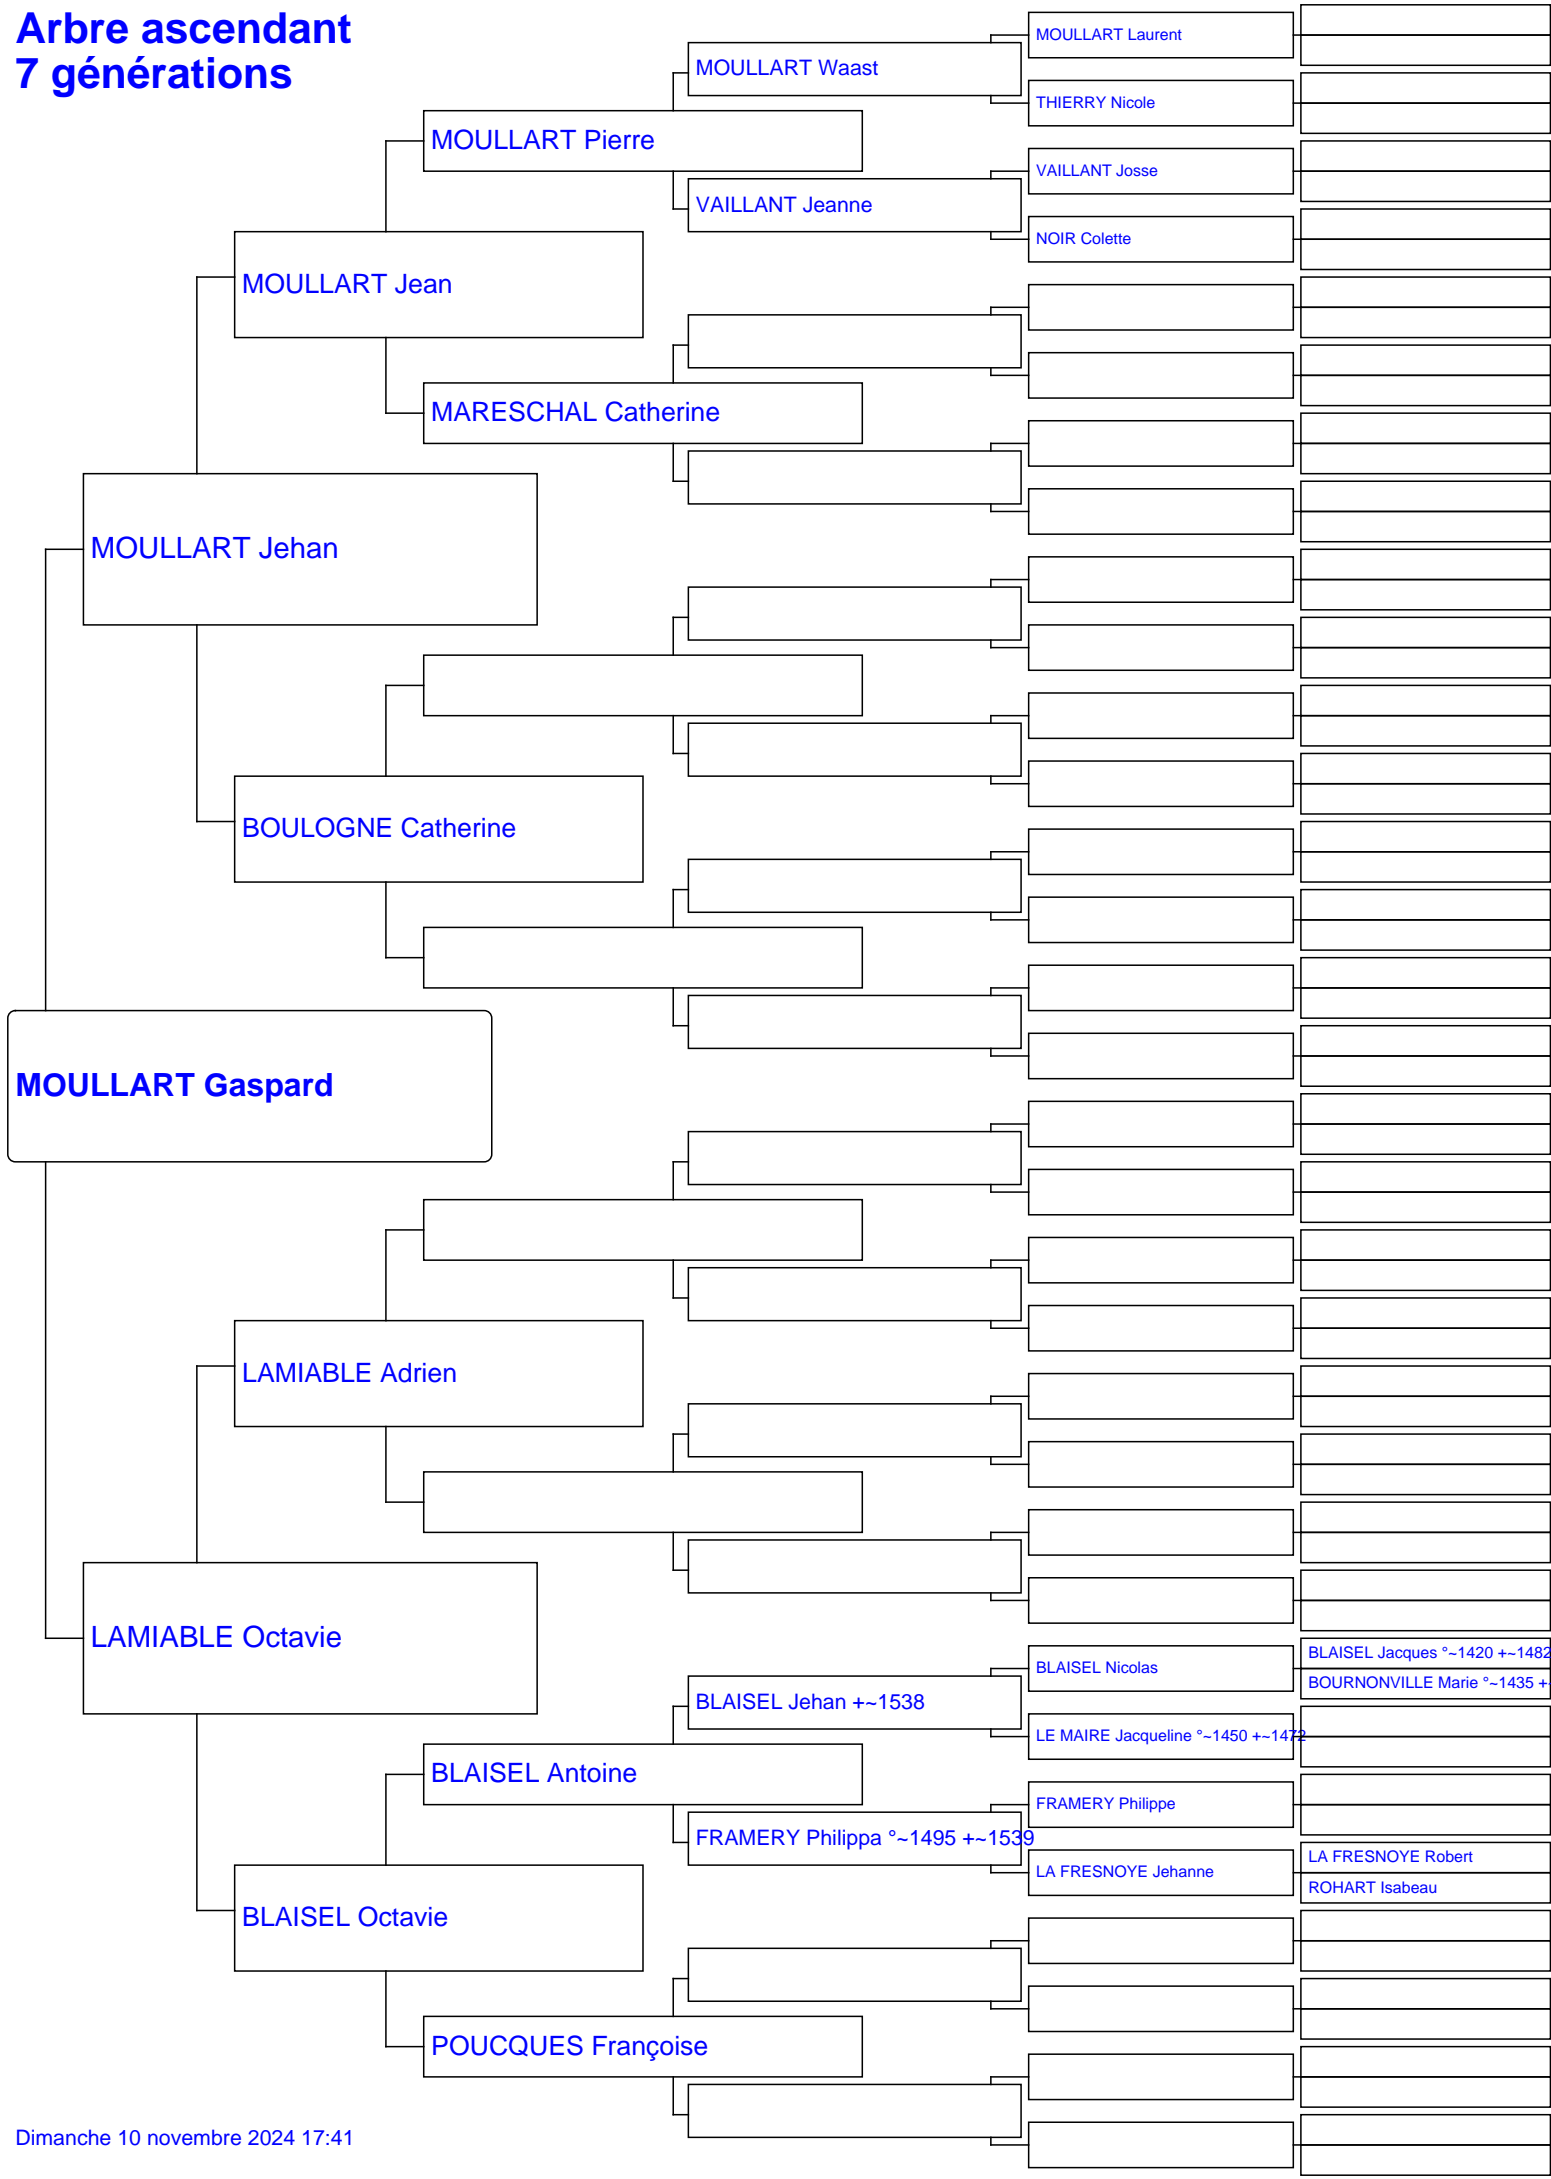 Arbre ascendant
7 générations
MOULLART Laurent
MOULLART Waast
THIERRY Nicole
MOULLART Pierre
VAILLANT Josse
VAILLANT Jeanne
NOIR Colette
MOULLART Jean
MARESCHAL Catherine
MOULLART Jehan
BOULOGNE Catherine
MOULLART Gaspard
LAMIABLE Adrien
LAMIABLE Octavie
BLAISEL Jacques °~1420 +~1482
BLAISEL Nicolas
BOURNONVILLE Marie °~1435 +
BLAISEL Jehan +~1538
LE MAIRE Jacqueline °~1450 +~1472
BLAISEL Antoine
FRAMERY Philippe
FRAMERY Philippa °~1495 +~1539
LA FRESNOYE Robert
LA FRESNOYE Jehanne
ROHART Isabeau
BLAISEL Octavie
POUCQUES Françoise
Dimanche 10 novembre 2024 17:41